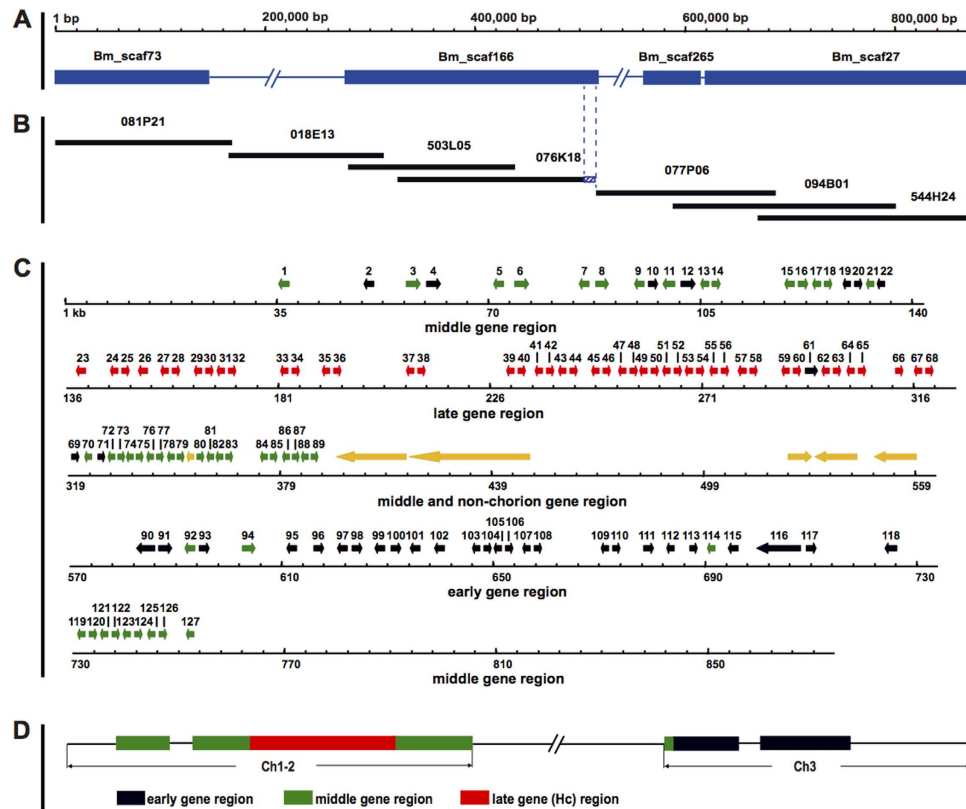 A
1 bp 200,000 bp 400,000 bp 600,000 bp 800,000 bp
Bm_scaf73 Bm_scaf166 Bm_scaf265 Bm_scaf27
B
081P21
018E13
503L05
076K18
077P06
094B01
544H24
C
1 2 3 4 5 6 7 8 9 10 11 12 13 14 15 16 17 18 19 20 21 22
1 kb 35 70 105 140
middle gene region
41 42 47 48 51 52 55 56 61 64 65
23 24 25 26 27 28 29 30 31 32 33 34 35 36 37 38 39 40 43 44 45 46 49 50 53 54 57 58 59 60 62 63 66 67 68
136 181 226 271 316
late gene region
72 73 76 77 81 86 87
69 70 71 74 75 78 79 80 82 83 84 85 88 89
319 379 439 499 559
middle and non-chorion gene region
105 106
90 91 92 93 94 95 96 97 98 99 100 101 102 103 104 107 108 109 110 111 112 113 114 115 116 117 118
570 610 650 690 730
early gene region
121 122 125 126
119 120 123 124 127
730 770 810 850
middle gene region
D
Ch1-2 Ch3
early gene region middle gene region late gene (Hc) region